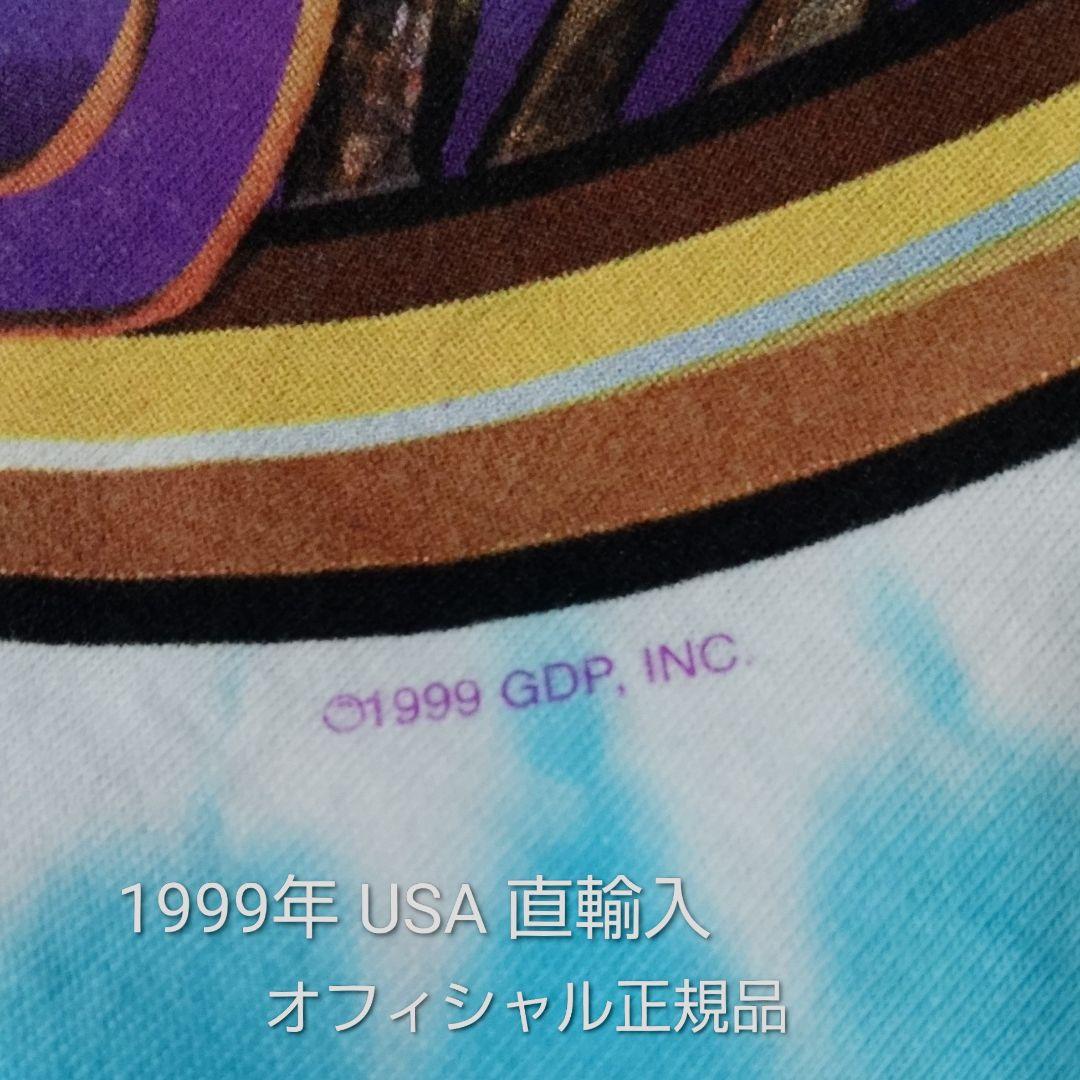 ©1999 GDP, INC.
1999年 USA 直輸入
オフィシャル正規品